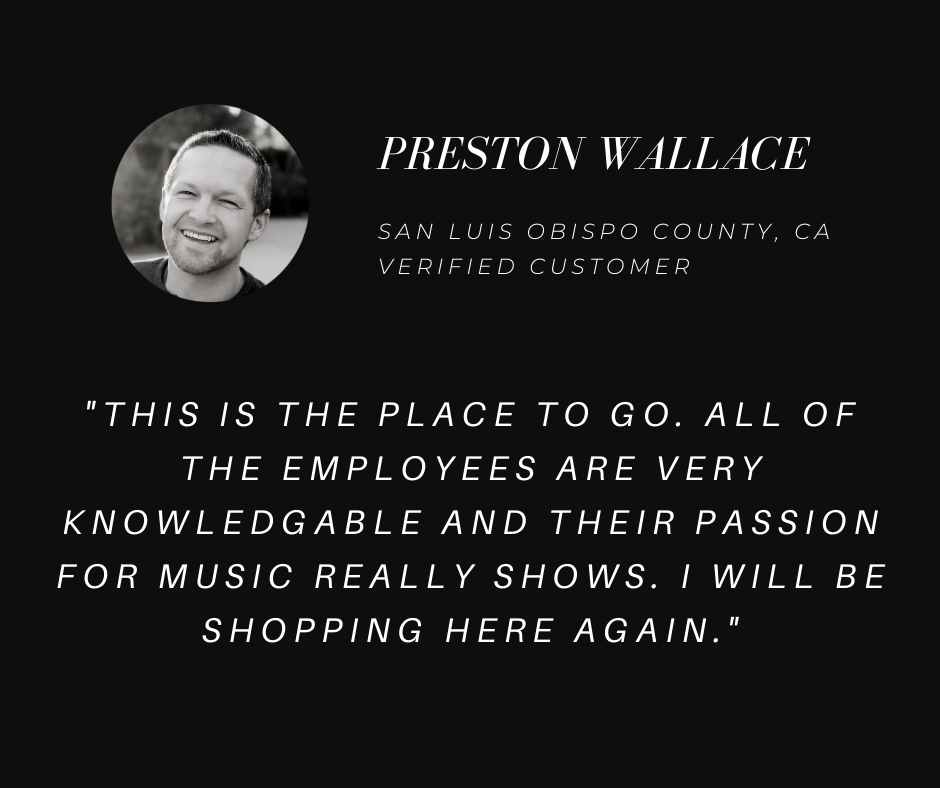 PRESTON WALLACE
SAN LUIS OBISPO COUNTY, CA
VERIFIED CUSTOMER
"THIS IS THE PLACE TO GO. ALL OF
THE EMPLOYEES ARE VERY
KNOWLEDGABLE AND THEIR PASSION
FOR MUSIC REALLY SHOWS. I WILL BE
SHOPPING HERE AGAIN."